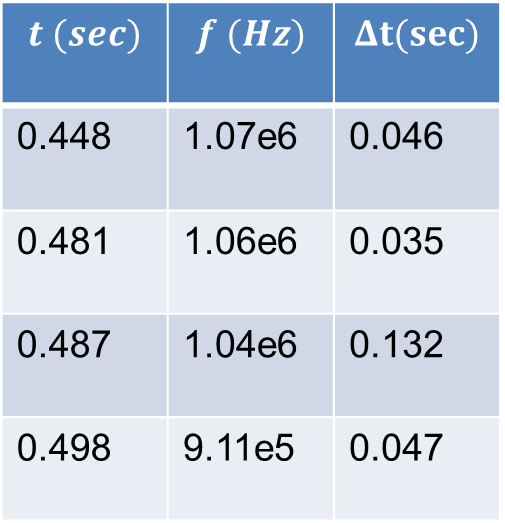 t (sec) f (Hz) Δt(sec)
0.448 1.07e6 0.046
0.481 1.06e6 0.035
0.487 1.04e6 0.132
0.498 9.11e5 0.047